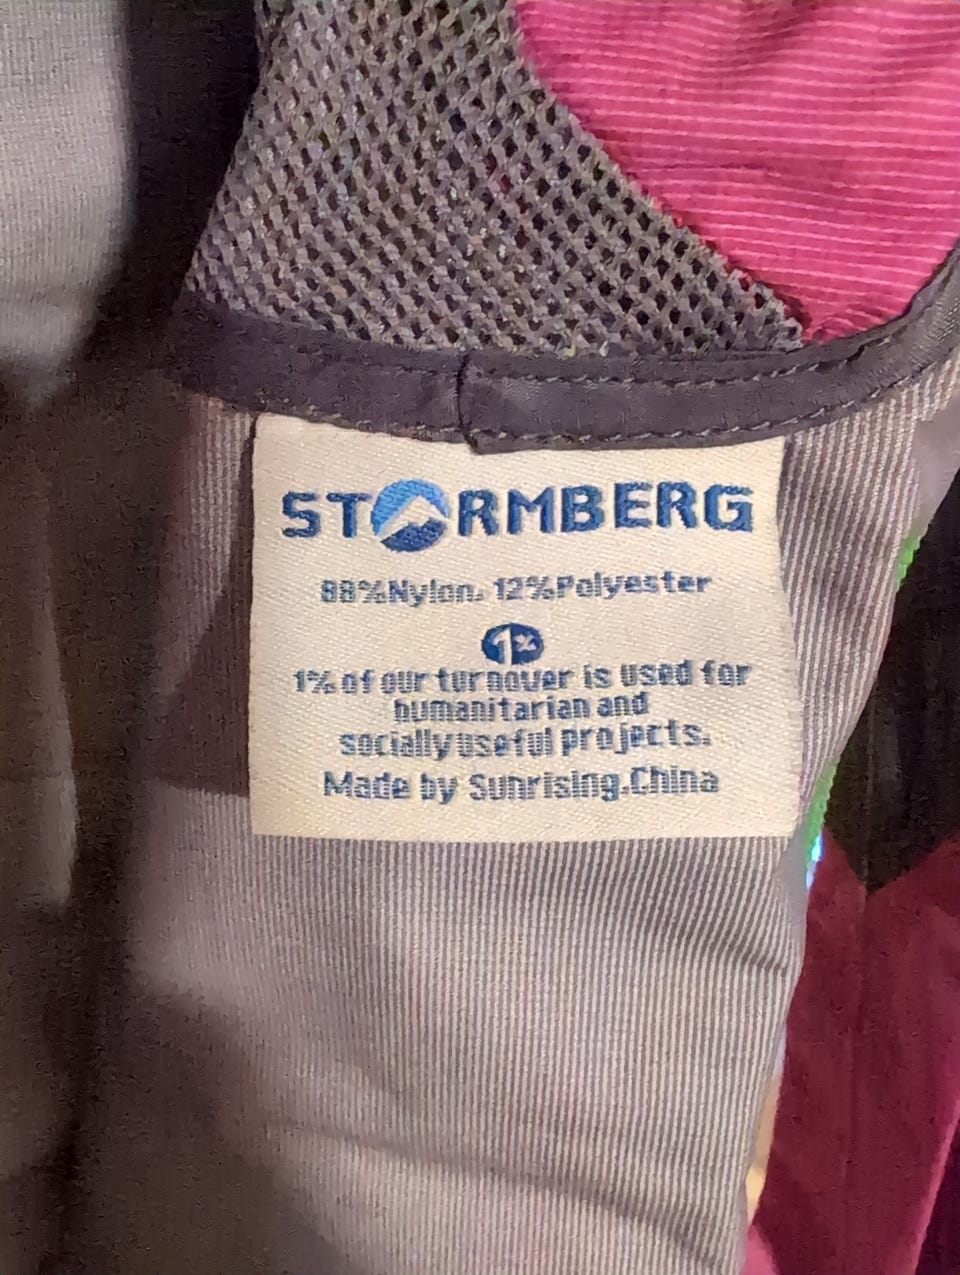 STORMBERG
88%Nylon. 12%Polyester
1%
1% of our turnover is used for
humanitarian and
socially useful projects.
Made by Sunrising.China